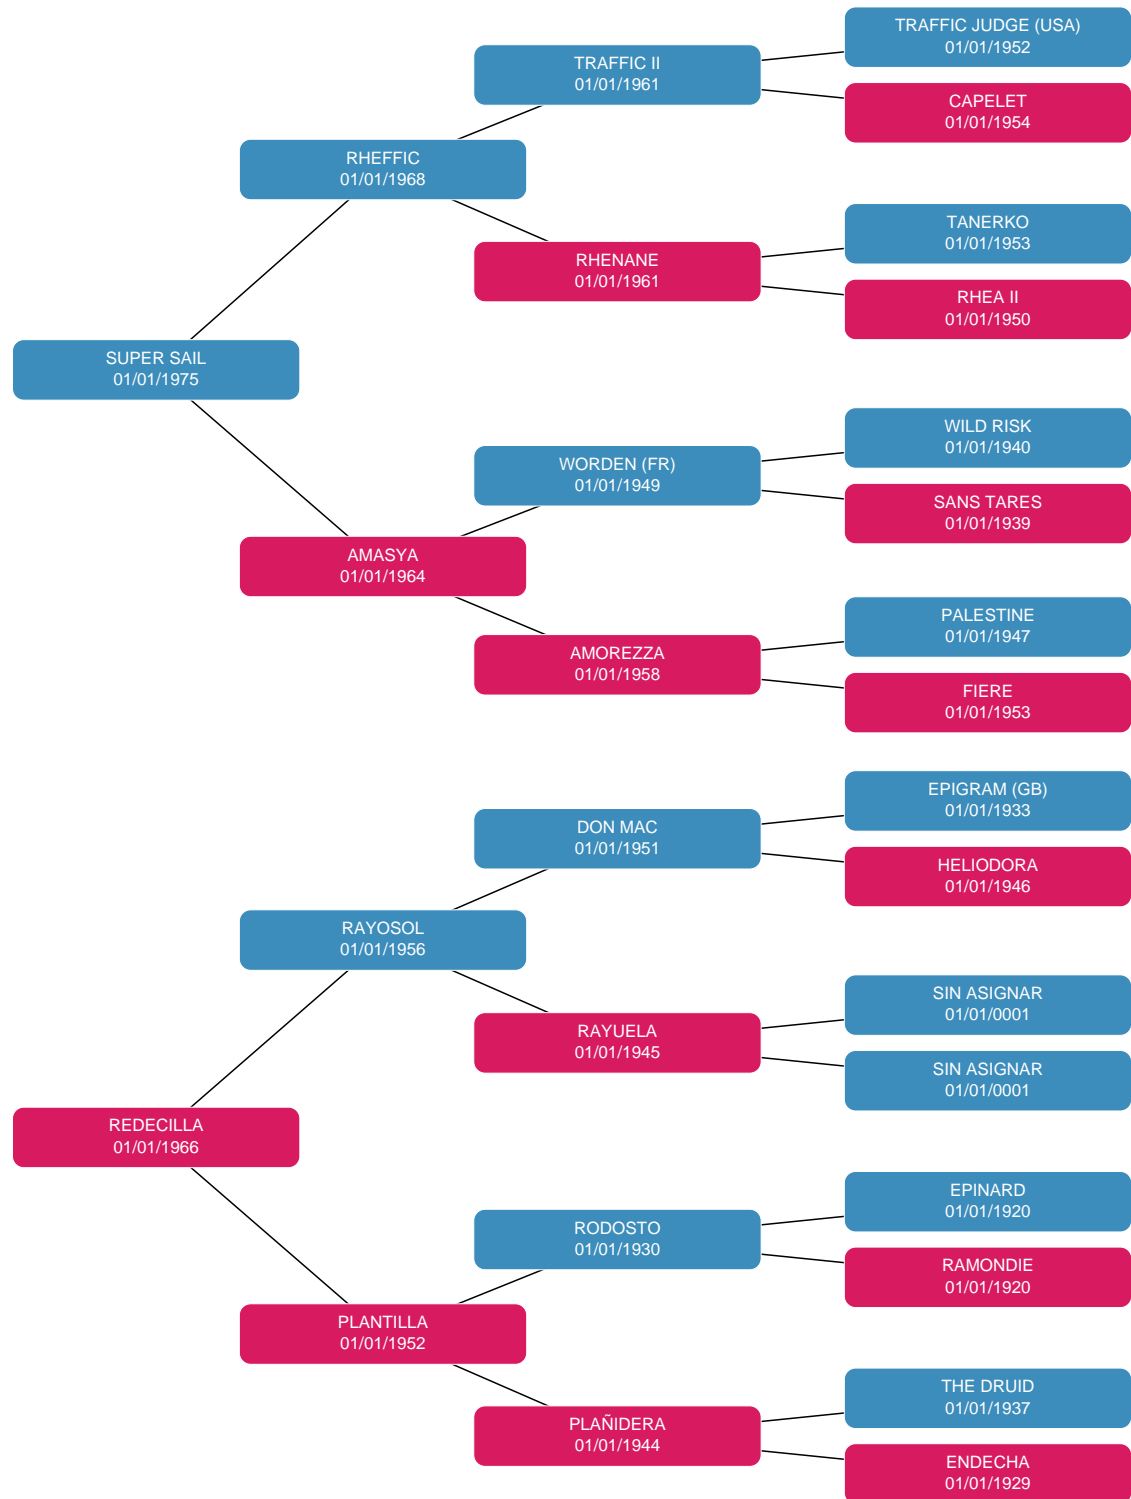 TRAFFIC JUDGE (USA)
01/01/1952
TRAFFIC II
01/01/1961
CAPELET
01/01/1954
RHEFFIC
01/01/1968
TANERKO
01/01/1953
RHENANE
01/01/1961
RHEA II
01/01/1950
SUPER SAIL
01/01/1975
WILD RISK
01/01/1940
WORDEN (FR)
01/01/1949
SANS TARES
01/01/1939
AMASYA
01/01/1964
PALESTINE
01/01/1947
AMOREZZA
01/01/1958
FIERE
01/01/1953
EPIGRAM (GB)
01/01/1933
DON MAC
01/01/1951
HELIODORA
01/01/1946
RAYOSOL
01/01/1956
SIN ASIGNAR
01/01/0001
RAYUELA
01/01/1945
SIN ASIGNAR
01/01/0001
REDECILLA
01/01/1966
EPINARD
01/01/1920
RODOSTO
01/01/1930
RAMONDIE
01/01/1920
PLANTILLA
01/01/1952
THE DRUID
01/01/1937
PLAÑIDERA
01/01/1944
ENDECHA
01/01/1929